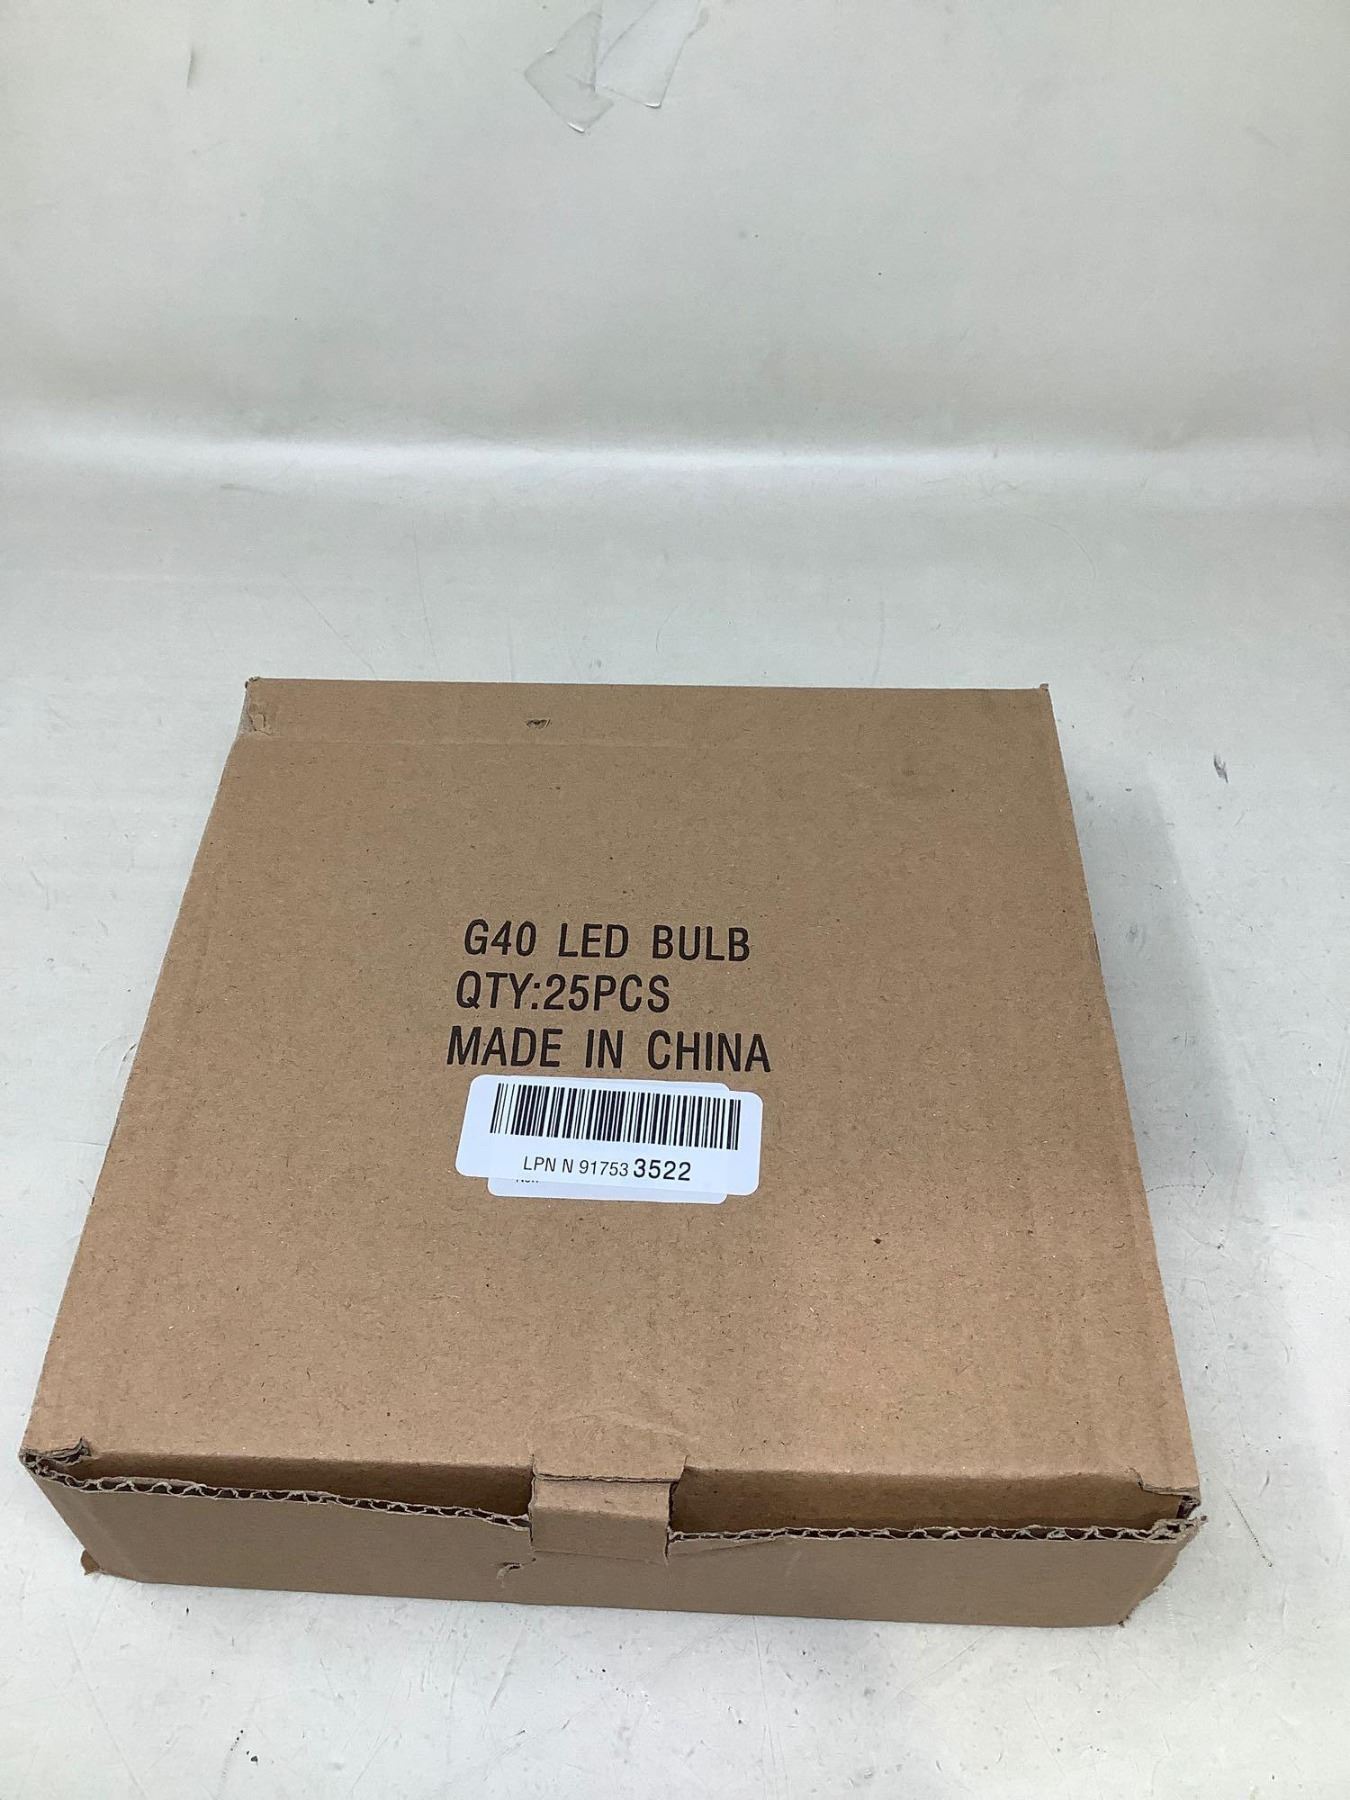 G40 LED BULB
QTY:25PCS
MADE IN CHINA
LPN N 91753 3522